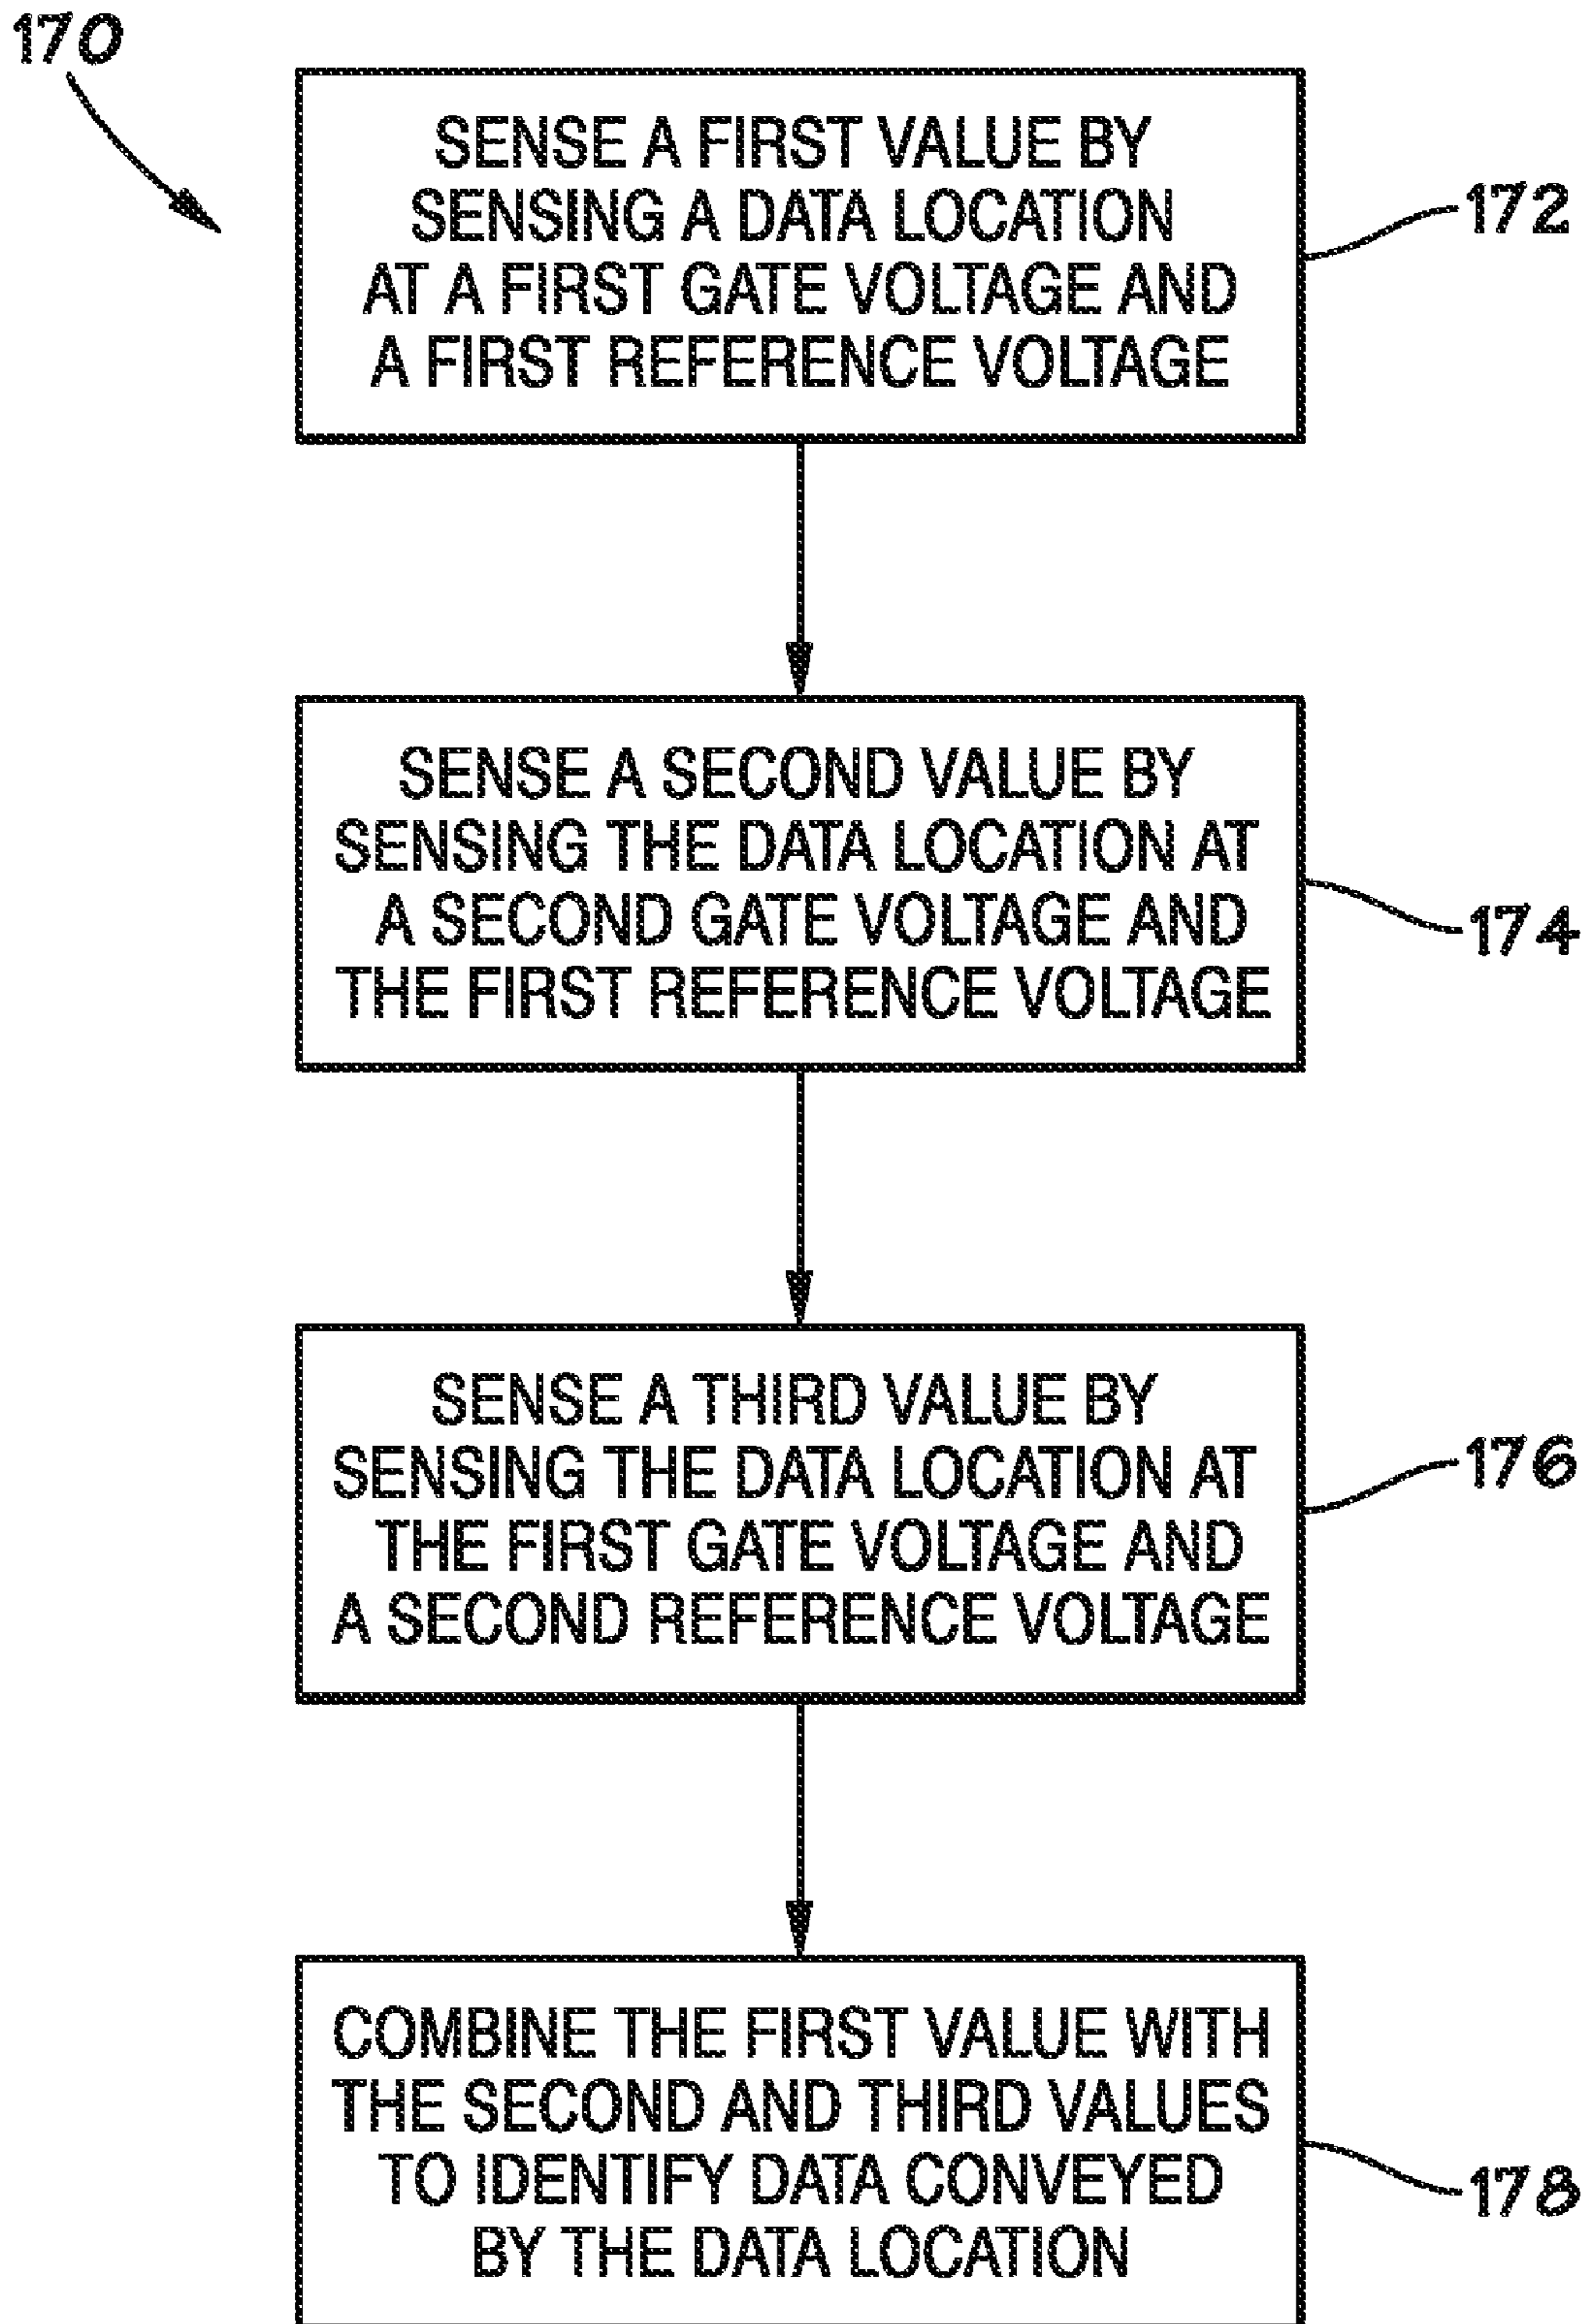 170
SENSE A FIRST VALUE BY
SENSING A DATA LOCATION
AT A FIRST GATE VOLTAGE AND
A FIRST REFERENCE VOLTAGE
172
SENSE A SECOND VALUE BY
SENSING THE DATA LOCATION AT
A SECOND GATE VOLTAGE AND
THE FIRST REFERENCE VOLTAGE
174
SENSE A THIRD VALUE BY
SENSING THE DATA LOCATION AT
THE FIRST GATE VOLTAGE AND
A SECOND REFERENCE VOLTAGE
176
COMBINE THE FIRST VALUE WITH
THE SECOND AND THIRD VALUES
TO IDENTIFY DATA CONVEYED
BY THE DATA LOCATION
178